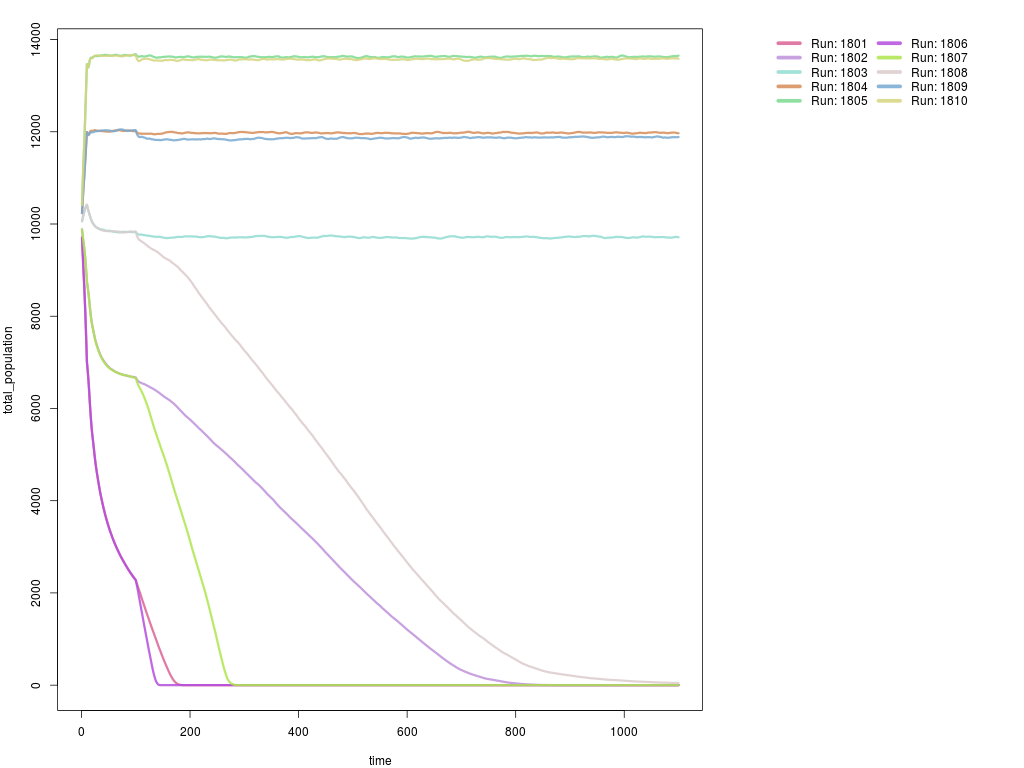 14000
12000
10000
8000
6000
4000
2000
0
total_population
0 200 400 600 800 1000
time
Run: 1801 Run: 1806
Run: 1802 Run: 1807
Run: 1803 Run: 1808
Run: 1804 Run: 1809
Run: 1805 Run: 1810